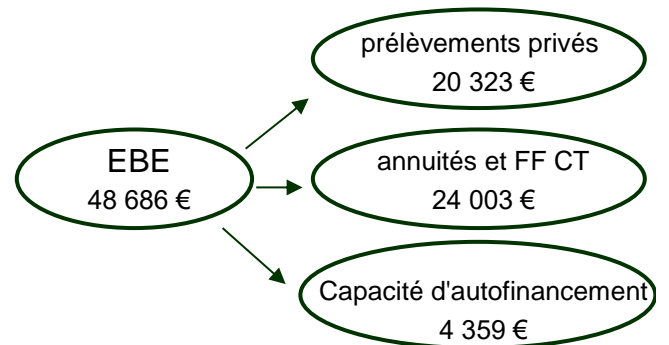 prélèvements privés
20 323 €
EBE
48 686 €
annuités et FF CT
24 003 €
Capacité d'autofinancement
4 359 €